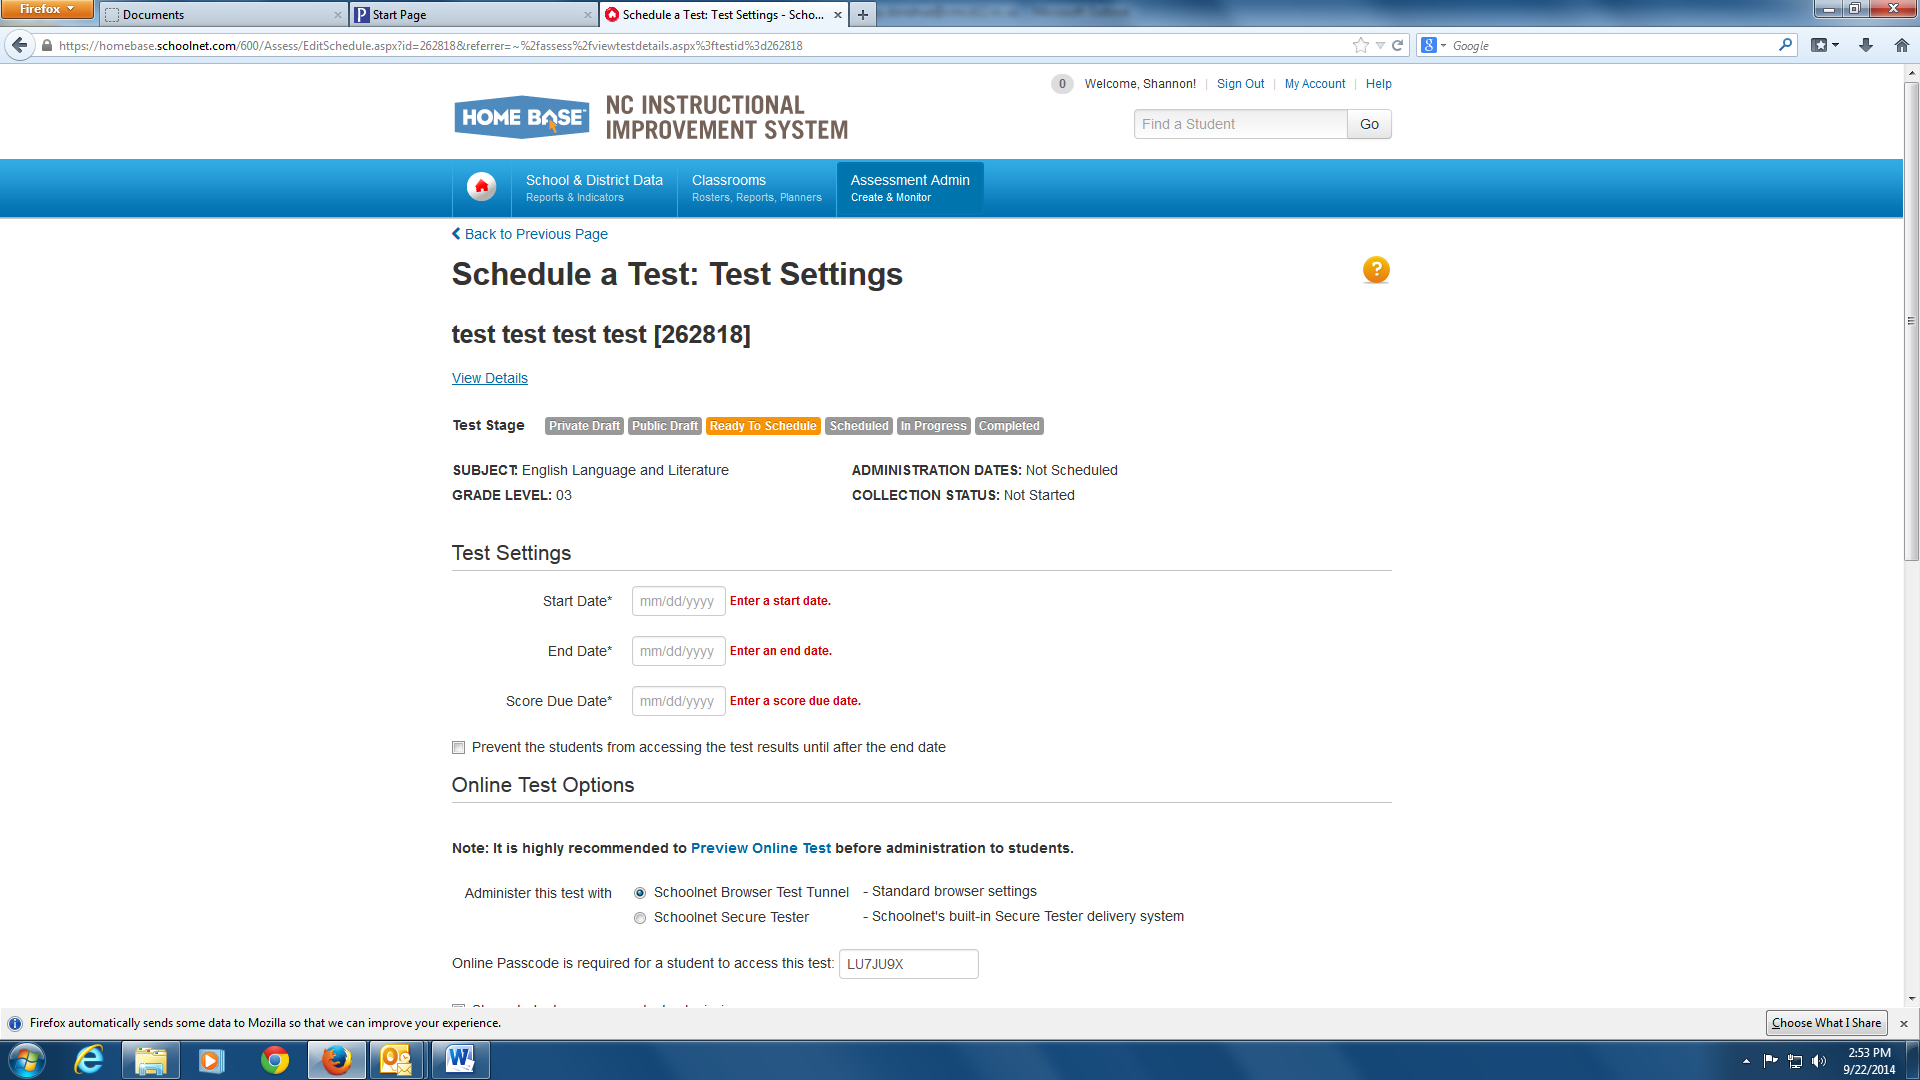 Firefox
Documents
Start Page
Schedule a Test: Test Settings - Scho...
https://homebase.schoolnet.com/600/Assess/EditSchedule.aspx?id=262818&referrer=~%2fassess%2fviewtestdetails.aspx%3ftestid%3d262818
Google
0 Welcome, Shannon! | Sign Out | My Account | Help
HOME BASE
NC INSTRUCTIONAL
IMPROVEMENT SYSTEM
Find a Student Go
School & District Data
Reports & Indicators
Classrooms
Rosters, Reports, Planners
Assessment Admin
Create & Monitor
Back to Previous Page
Schedule a Test: Test Settings
?
test test test test [262818]
View Details
Test Stage Private Draft Public Draft Ready To Schedule Scheduled In Progress Completed
SUBJECT: English Language and Literature
ADMINISTRATION DATES: Not Scheduled
GRADE LEVEL: 03
COLLECTION STATUS: Not Started
Test Settings
Start Date* mm/dd/yyyy Enter a start date.
End Date* mm/dd/yyyy Enter an end date.
Score Due Date* mm/dd/yyyy Enter a score due date.
Prevent the students from accessing the test results until after the end date
Online Test Options
Note: It is highly recommended to Preview Online Test before administration to students.
Administer this test with Schoolnet Browser Test Tunnel - Standard browser settings
Schoolnet Secure Tester - Schoolnet's built-in Secure Tester delivery system
Online Passcode is required for a student to access this test: LU7JU9X
Firefox automatically sends some data to Mozilla so that we can improve your experience.
Choose What I Share
2:53 PM
9/22/2014